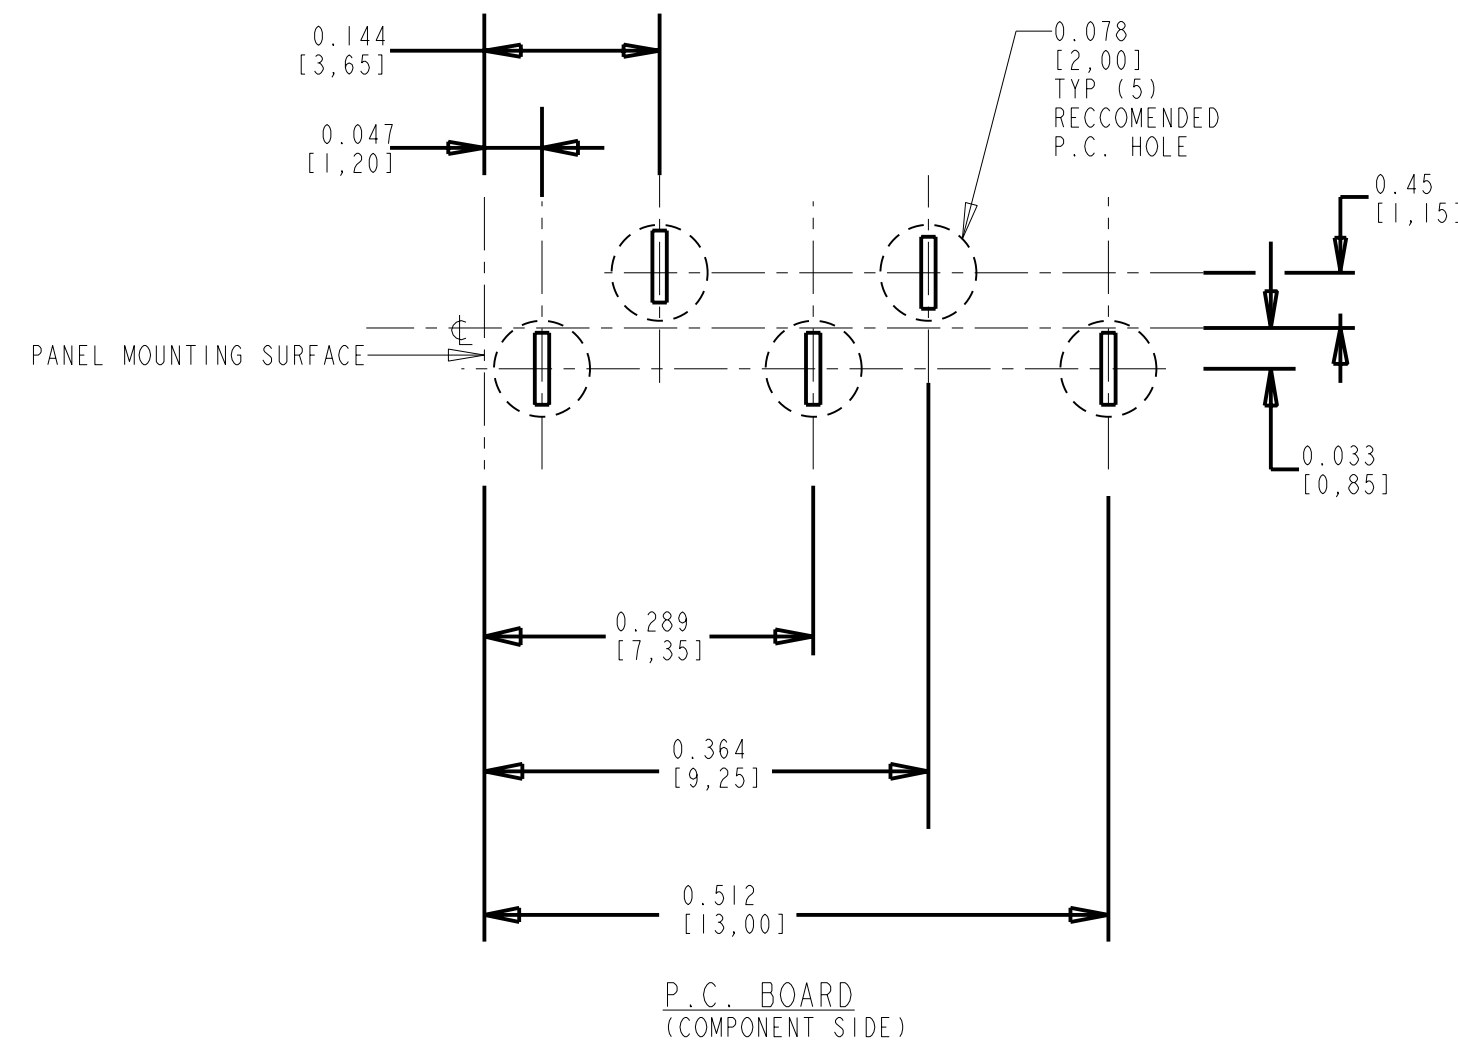 0.144
[3,65]
0.047
[1,20]
0.078
[2,00]
TYP (5)
RECCOMENDED
P.C. HOLE
0.45
[1,15]
PANEL MOUNTING SURFACE
0.033
[0,85]
0.289
[7,35]
0.364
[9,25]
0.512
[13,00]
P.C. BOARD
(COMPONENT SIDE)